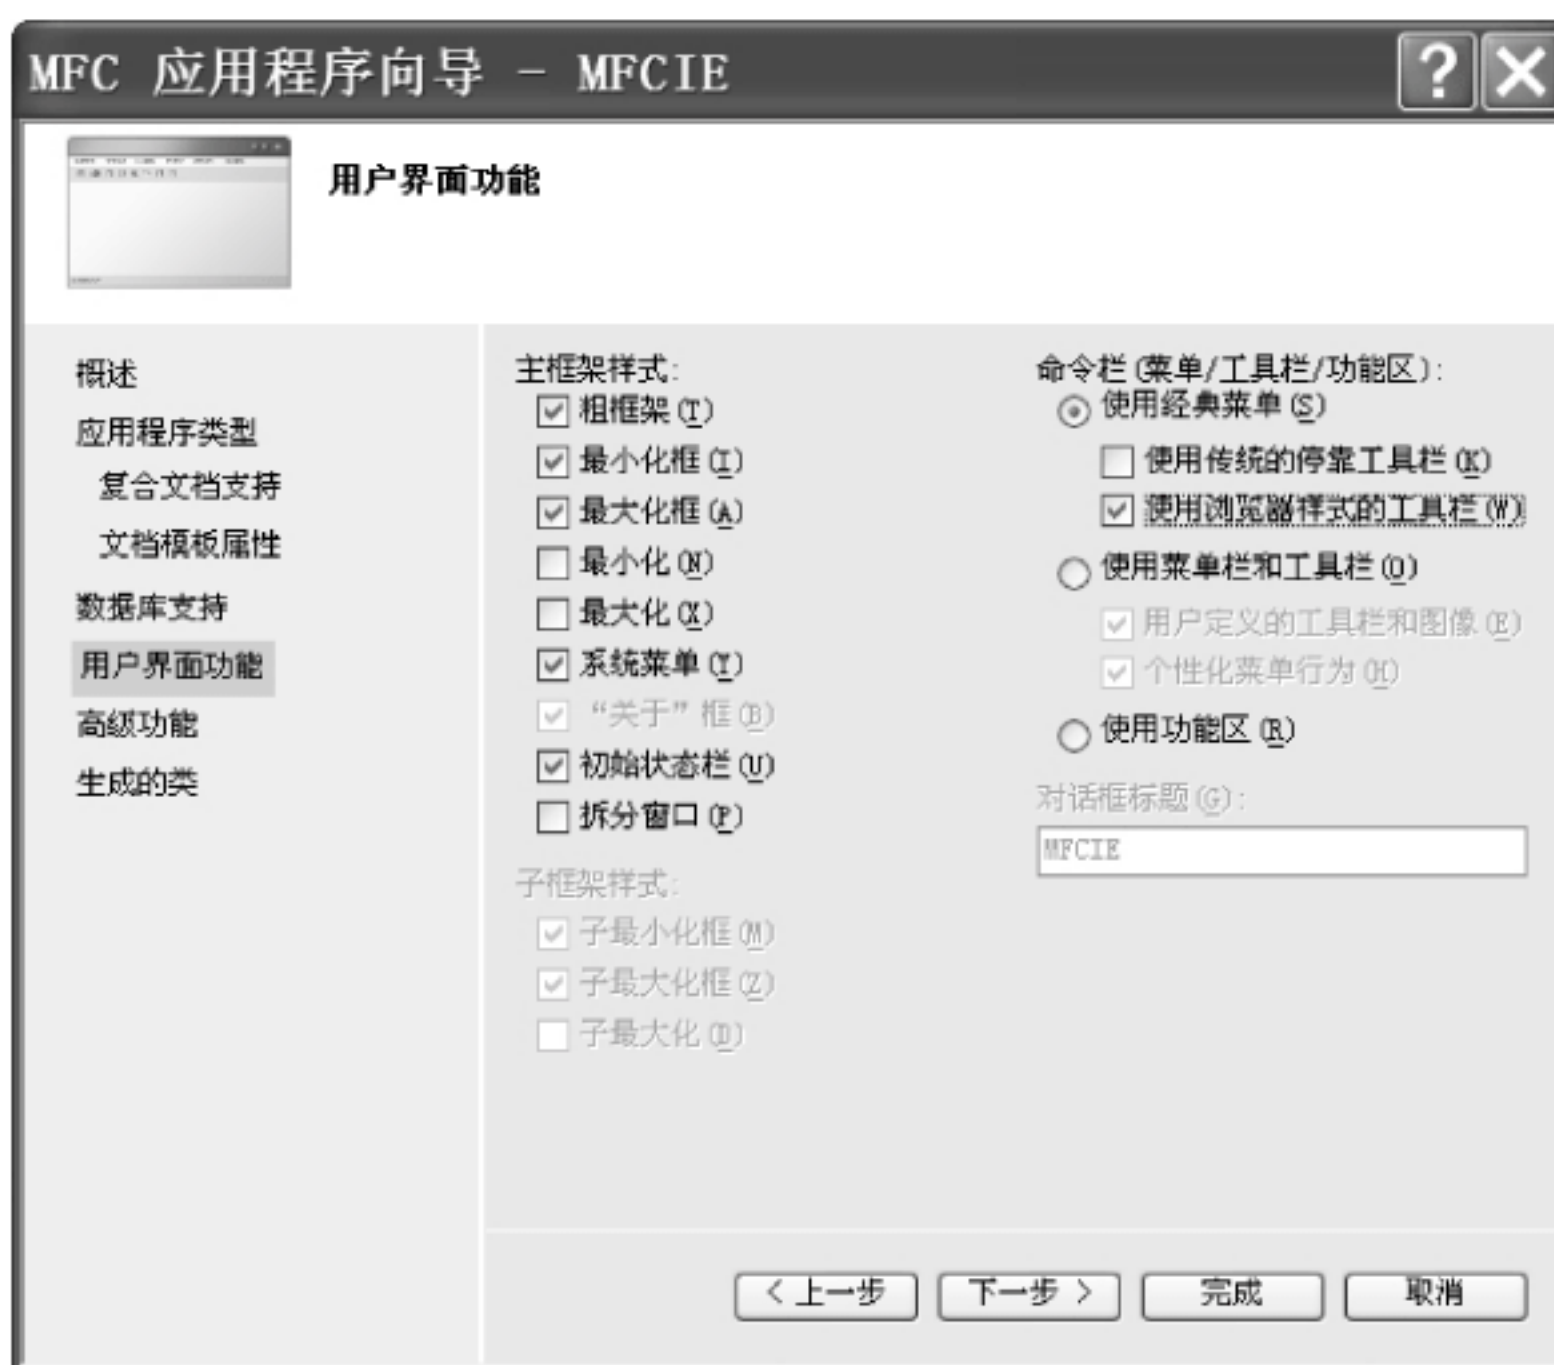 MFC 应用程序向导 - MFCIE
用户界面功能
概述
应用程序类型
复合文档支持
文档模板属性
数据库支持
用户界面功能
高级功能
生成的类
主框架样式:
粗框架(T)
最小化框(I)
最大化框(A)
最小化(N)
最大化(X)
系统菜单(Y)
“关于”框(B)
初始状态栏(U)
拆分窗口(P)
子框架样式:
子最小化框(M)
子最大化框(Z)
子最大化(D)
命令栏(菜单/工具栏/功能区):
使用经典菜单(S)
使用传统的停靠工具栏(K)
使用浏览器样式的工具栏(W)
使用菜单栏和工具栏(O)
用户定义的工具栏和图像(E)
个性化菜单行为(H)
使用功能区(R)
对话框标题(G):
MFCIE
< 上一步
下一步 >
完成
取消